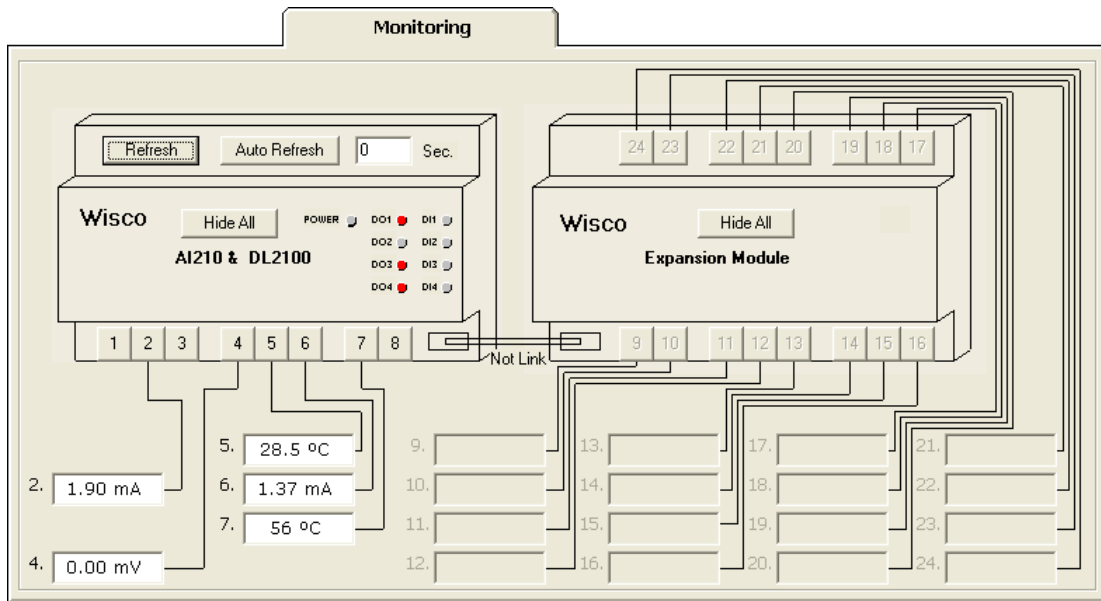 Monitoring
Refresh
Auto Refresh
0
Sec.
24 23 22 21 20 19 18 17
Wisco
Hide All
POWER
DO1 DI1
DO2 DI2
DO3 DI3
DO4 DI4
AI210 & DL2100
Wisco
Hide All
Expansion Module
1 2 3 4 5 6 7 8
Not Link
9 10 11 12 13 14 15 16
2. 1.90 mA
4. 0.00 mV
5. 28.5 ºC
6. 1.37 mA
7. 56 ºC
9.
10.
11.
12.
13.
14.
15.
16.
17.
18.
19.
20.
21.
22.
23.
24.